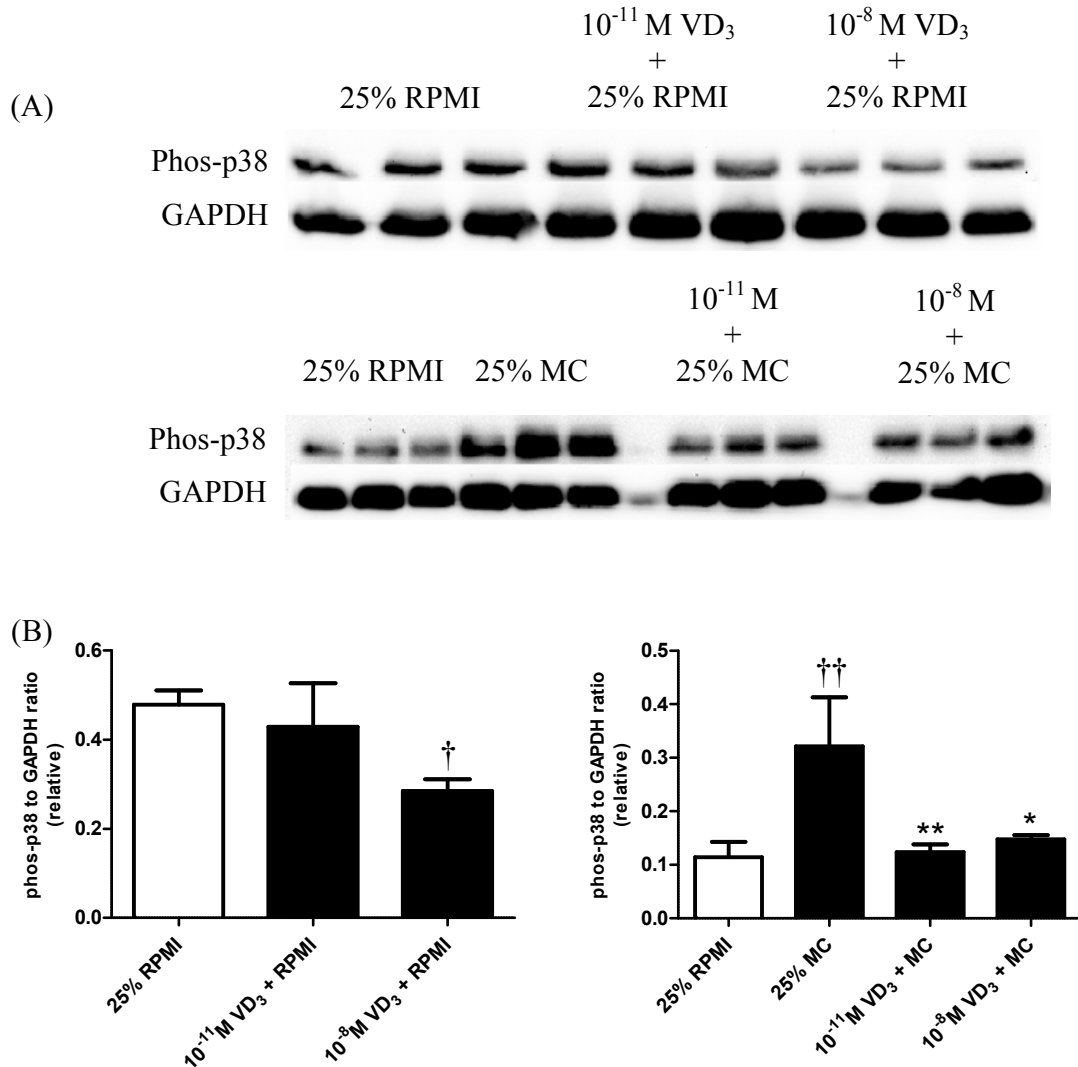 (A)
10⁻¹¹ M VD₃
+
25% RPMI
10⁻⁸ M VD₃
+
25% RPMI
25% RPMI
Phos-p38
GAPDH
10⁻¹¹ M
+
25% MC
10⁻⁸ M
+
25% MC
25% RPMI
25% MC
Phos-p38
GAPDH
(B)
phos-p38 to GAPDH ratio
(relative)
0.6
0.4
0.2
0.0
†
25% RPMI
10⁻¹¹M VD₃ + RPMI
10⁻⁸M VD₃ + RPMI
phos-p38 to GAPDH ratio
(relative)
0.5
0.4
0.3
0.2
0.1
0.0
††
**
*
25% RPMI
25% MC
10⁻¹¹M VD₃ + MC
10⁻⁸M VD₃ + MC